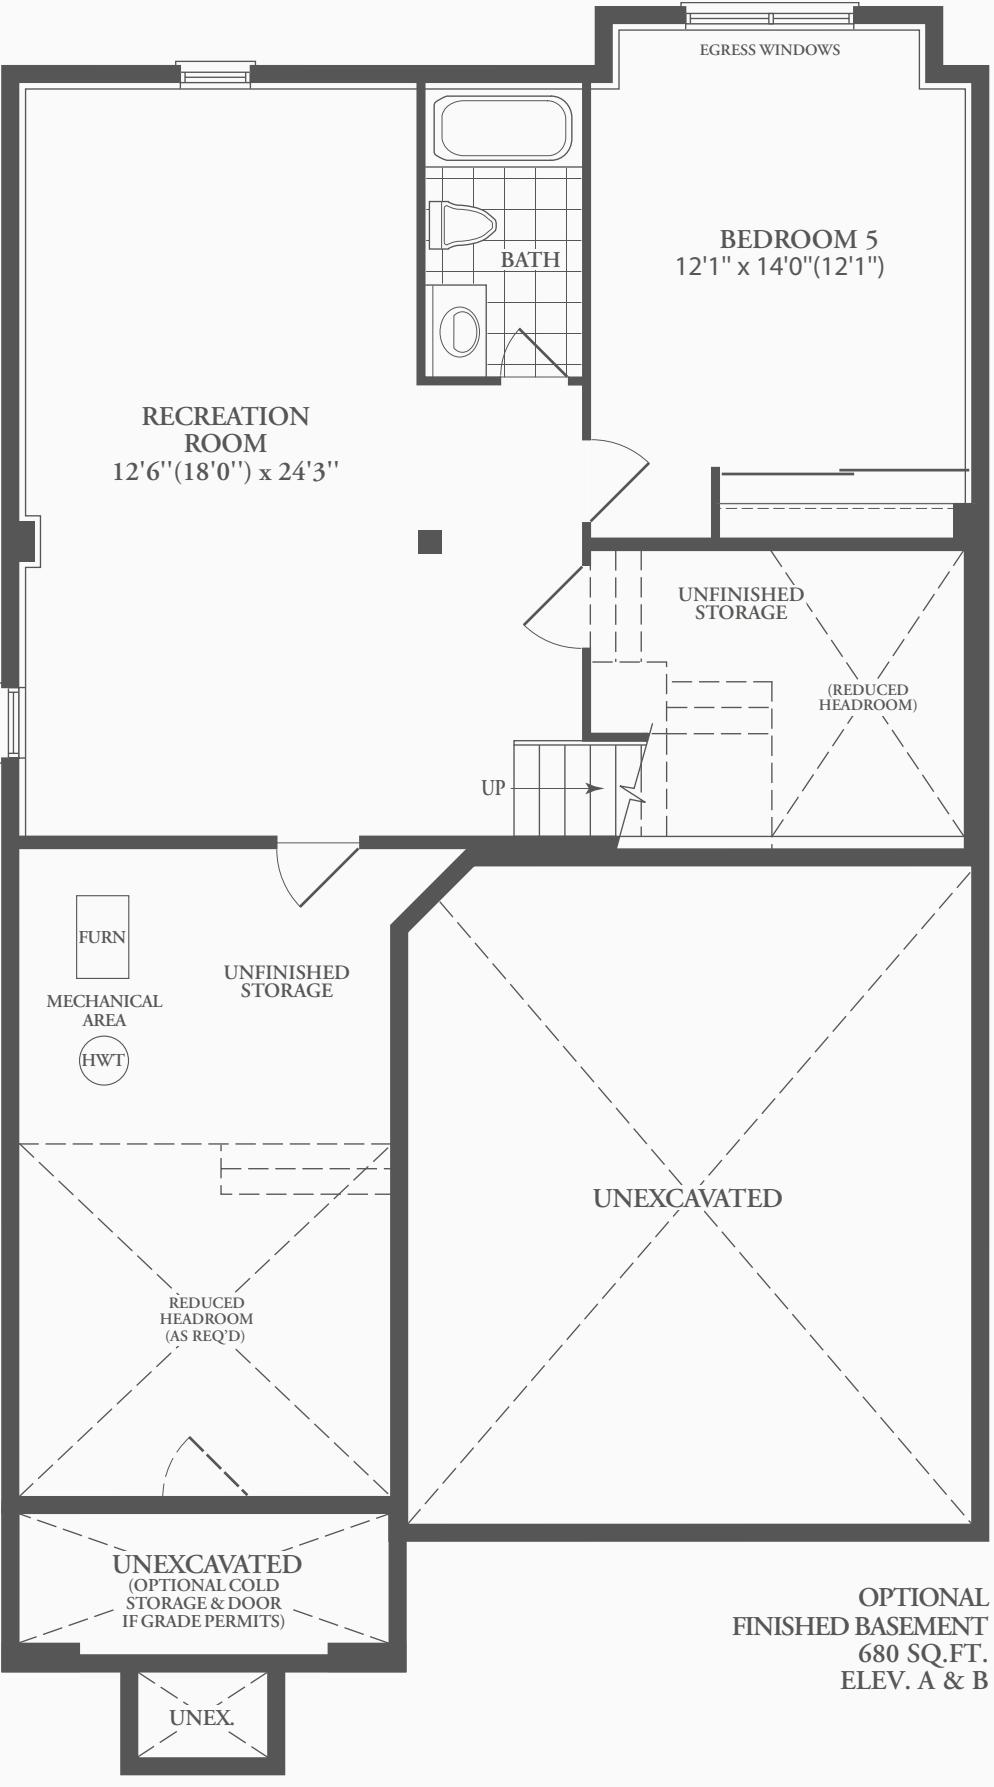 EGRESS WINDOWS
BEDROOM 5
12'1" x 14'0"(12'1")
BATH
RECREATION
ROOM
12'6''(18'0'') x 24'3''
UNFINISHED
STORAGE
(REDUCED
HEADROOM)
UP
FURN
MECHANICAL
AREA
HWT
UNFINISHED
STORAGE
UNEXCAVATED
REDUCED
HEADROOM
(AS REQ'D)
UNEXCAVATED
(OPTIONAL COLD
STORAGE & DOOR
IF GRADE PERMITS)
UNEX.
OPTIONAL
FINISHED BASEMENT
680 SQ.FT.
ELEV. A & B